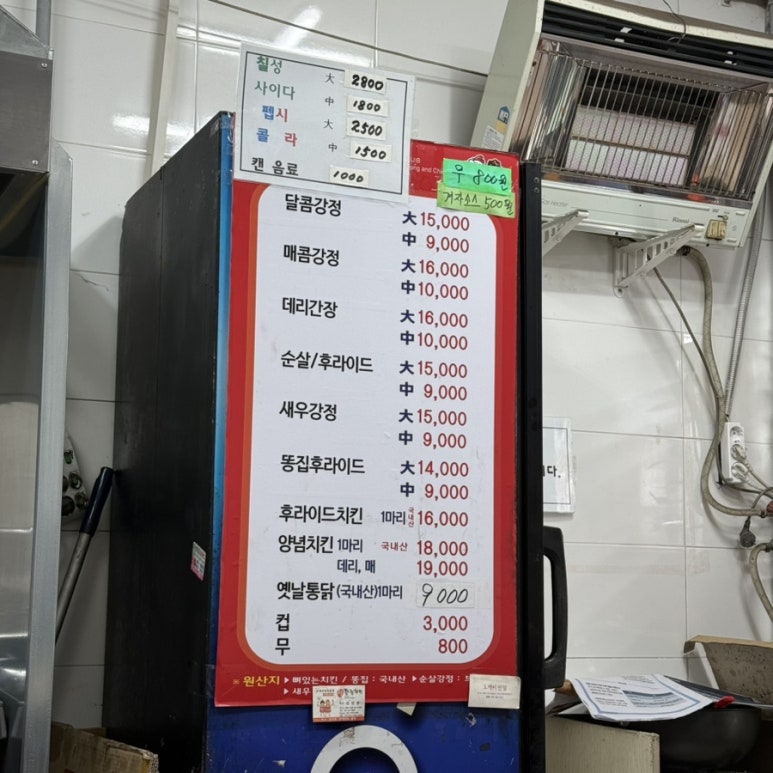 칠성 大 2800
사이다 中 1800
펩시 大 2500
콜라 中 1500
캔 음료 1000
무 800원
겨자소스 500원
달콤강정 大 15,000
中 9,000
매콤강정 大 16,000
中 10,000
데리간장 大 16,000
中 10,000
순살/후라이드 大 15,000
中 9,000
새우강정 大 15,000
中 9,000
똥집후라이드 大 14,000
中 9,000
후라이드치킨 1마리 국내산 16,000
양념치킨 1마리 국내산 18,000
데리, 매 19,000
옛날통닭(국내산)1마리 9000
컵 3,000
무 800
※ 원산지 ▶뼈있는치킨 / 똥집 : 국내산 ▶순살강정 :
▶새우
Rinnai
니다.